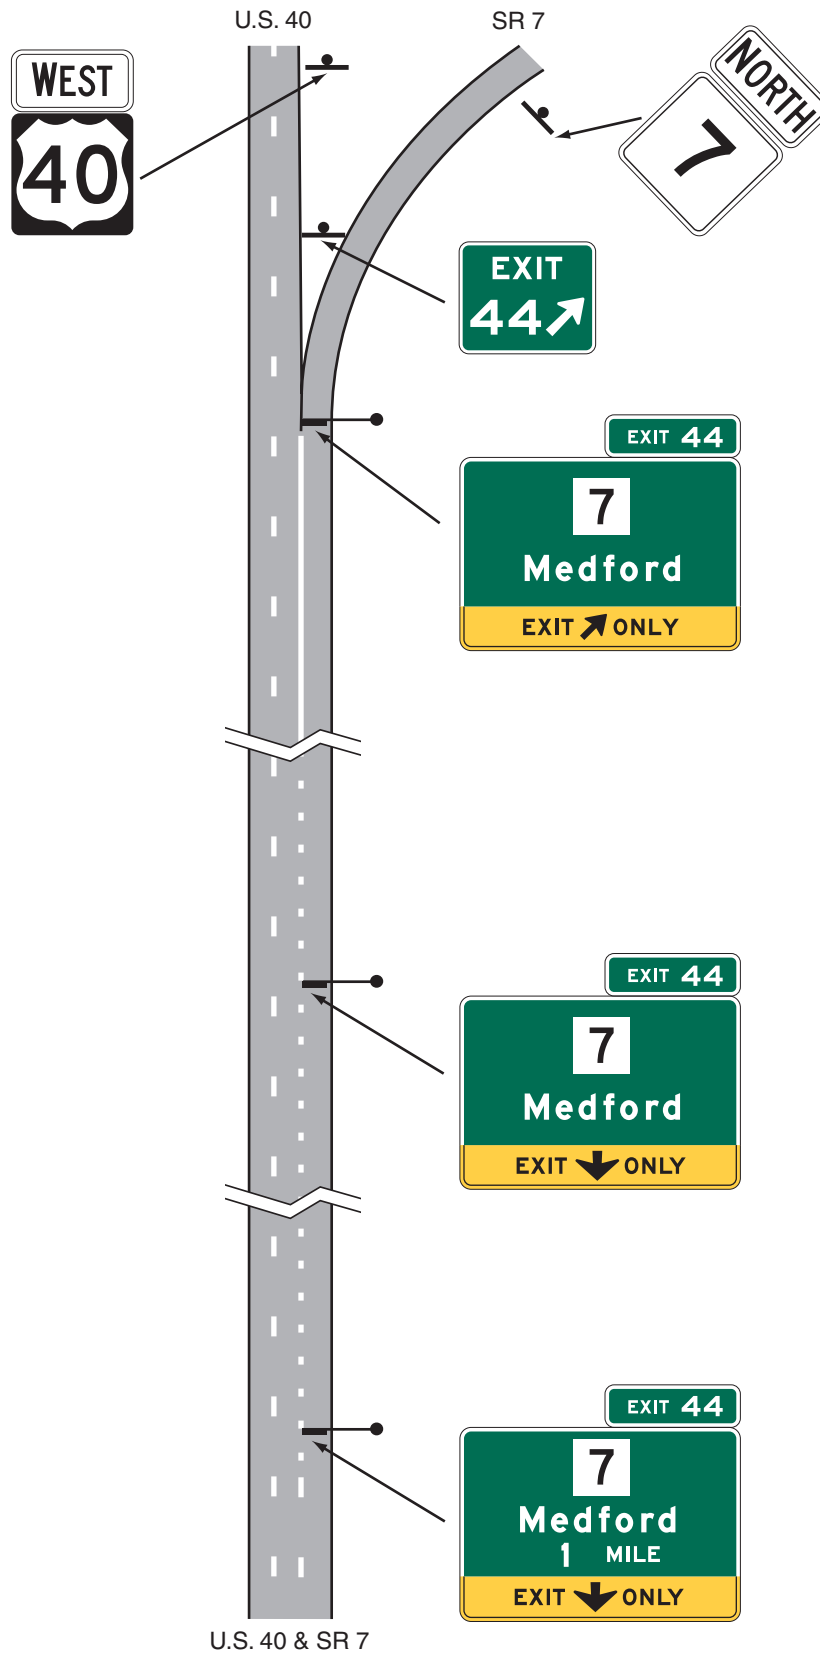 U.S. 40
SR 7
WEST
40
NORTH
7
EXIT
44
EXIT 44
7
Medford
EXIT ONLY
EXIT 44
7
Medford
EXIT ONLY
EXIT 44
7
Medford
1 MILE
EXIT ONLY
U.S. 40 & SR 7